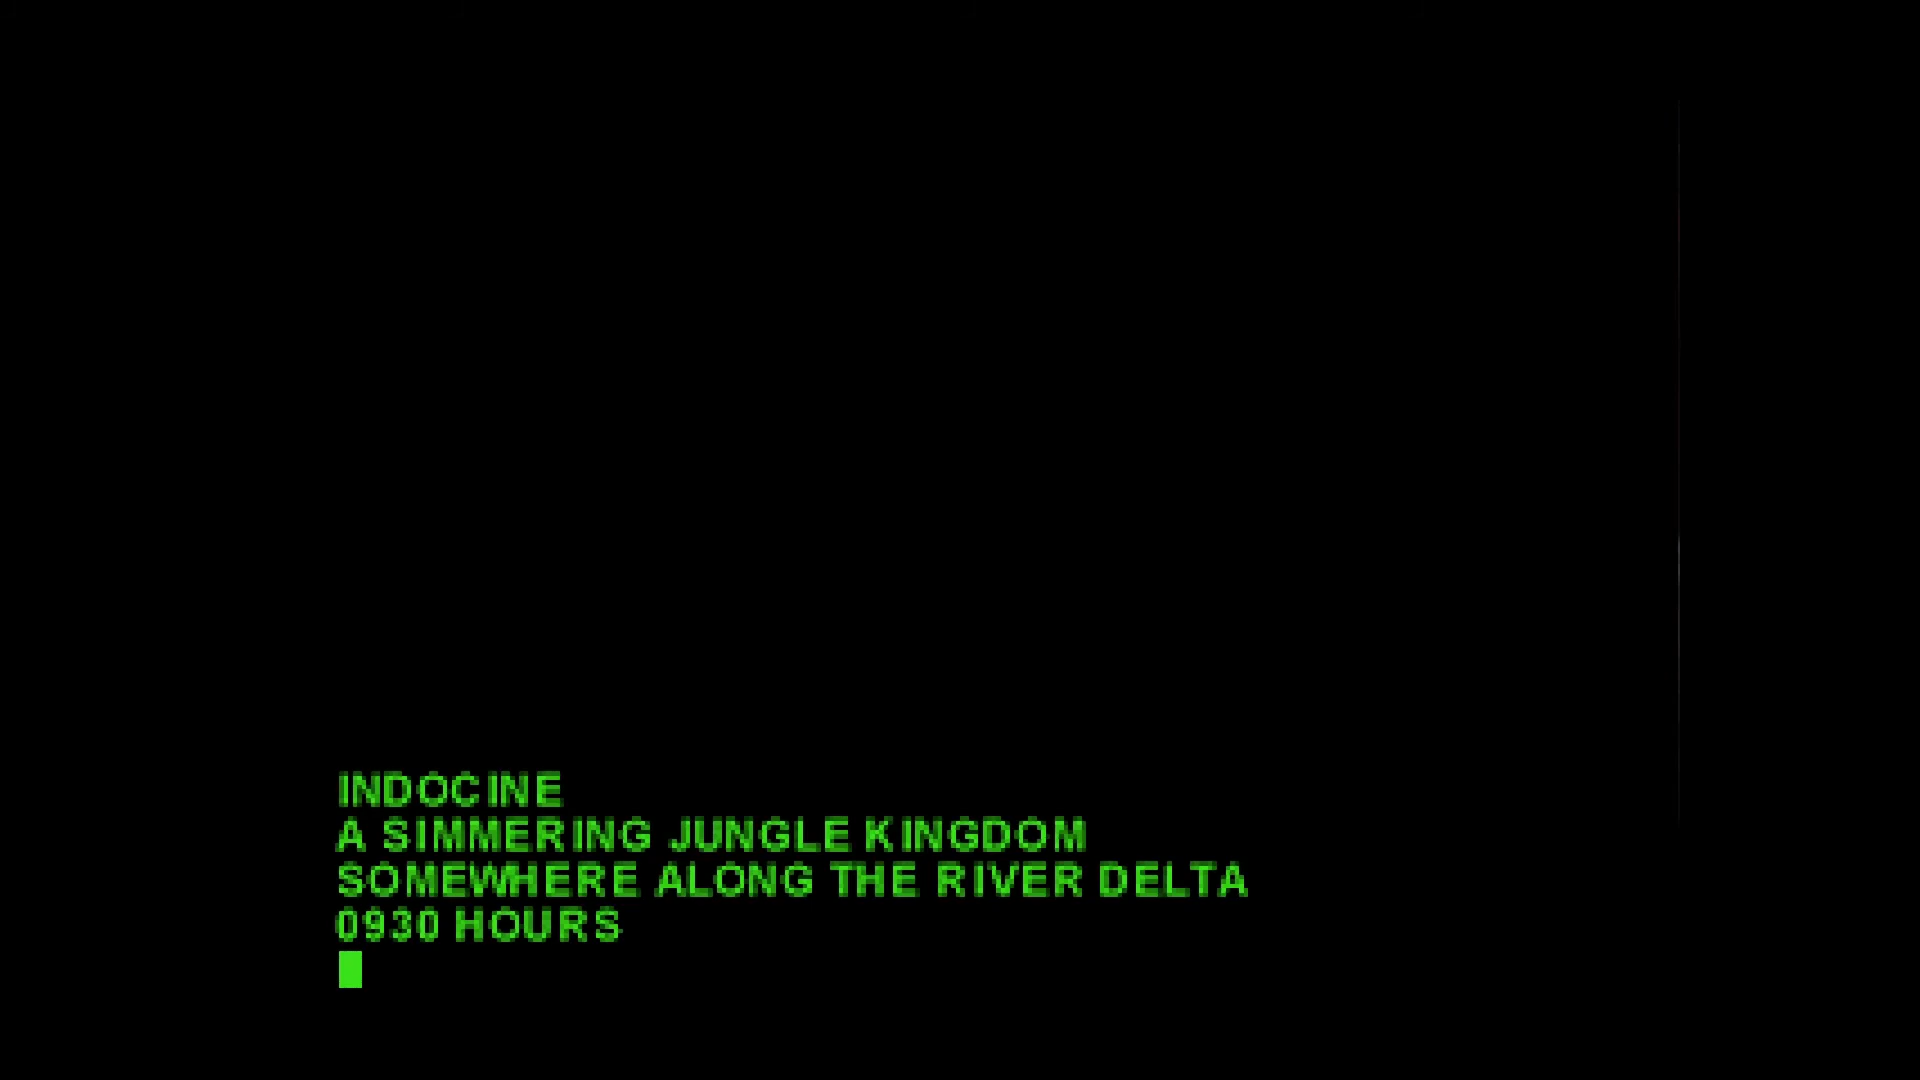 INDOCINE
A SIMMERING JUNGLE KINGDOM
SOMEWHERE ALONG THE RIVER DELTA
0930 HOURS